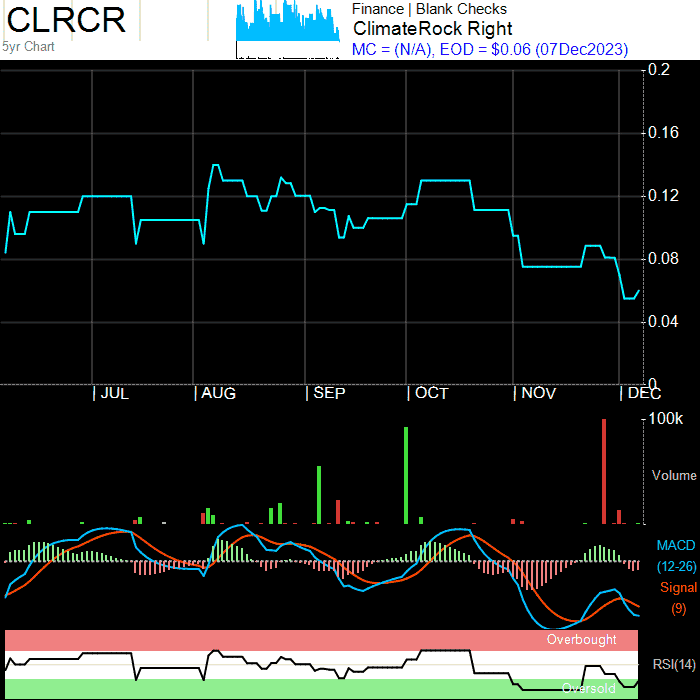 CLRCR
5yr Chart
Finance | Blank Checks
ClimateRock Right
MC = (N/A), EOD = $0.06 (07Dec2023)
0.2
0.16
0.12
0.08
0.04
0
JUL AUG SEP OCT NOV DEC
100k
Volume
MACD
(12-26)
Signal
(9)
Overbought
RSI(14)
Oversold